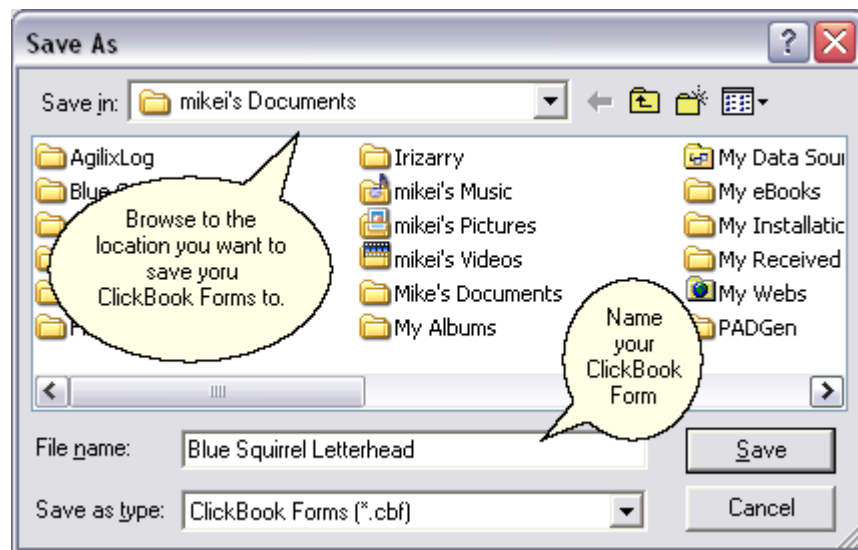 Save As
Save in: mikei's Documents
AgilixLog
Irizarry
My Data Sour
Blue
mikei's Music
My eBooks
mikei's Pictures
My Installatic
mikei's Videos
My Received
Mike's Documents
My Webs
My Albums
PADGen
Browse to the
location you want to
save yoru
ClickBook Forms to.
Name
your
ClickBook
Form
File name: Blue Squirrel Letterhead
Save
Save as type: ClickBook Forms (*.cbf)
Cancel